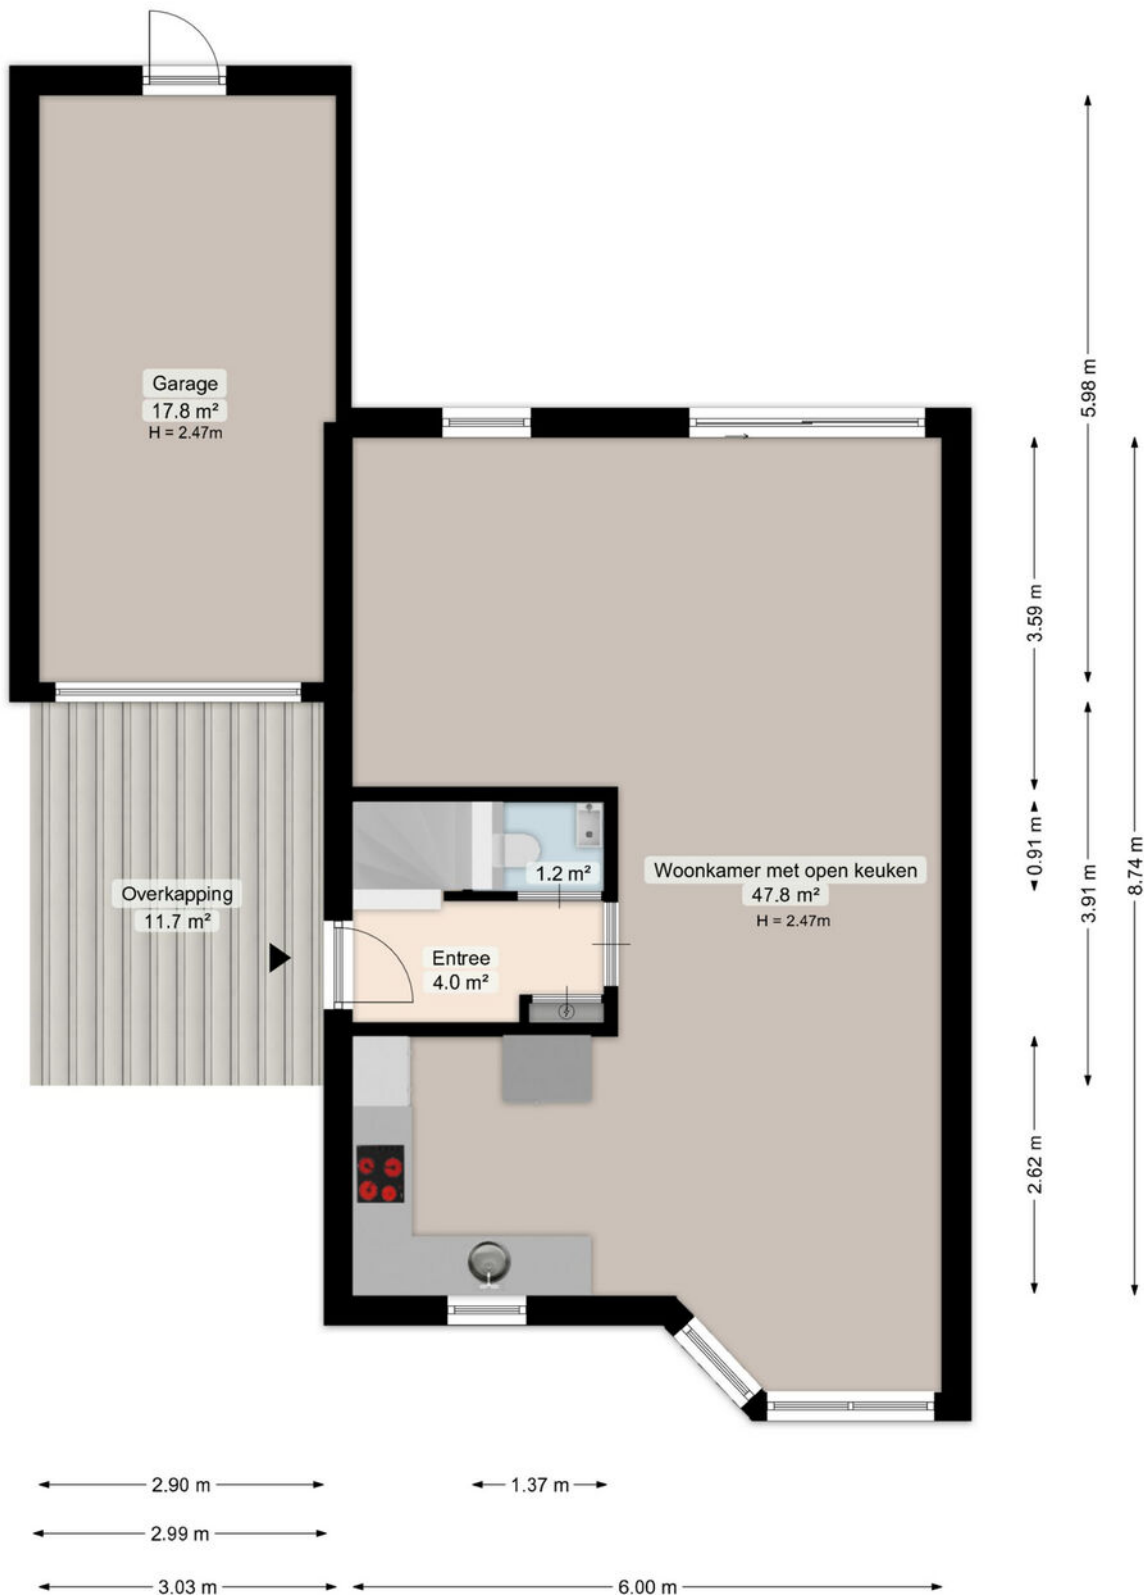 Garage
17.8 m²
H = 2.47m
5.98 m
3.59 m
8.74 m
0.91 m
3.91 m
1.2 m²
Woonkamer met open keuken
47.8 m²
H = 2.47m
Overkapping
11.7 m²
Entree
4.0 m²
2.62 m
2.90 m
1.37 m
2.99 m
3.03 m
6.00 m